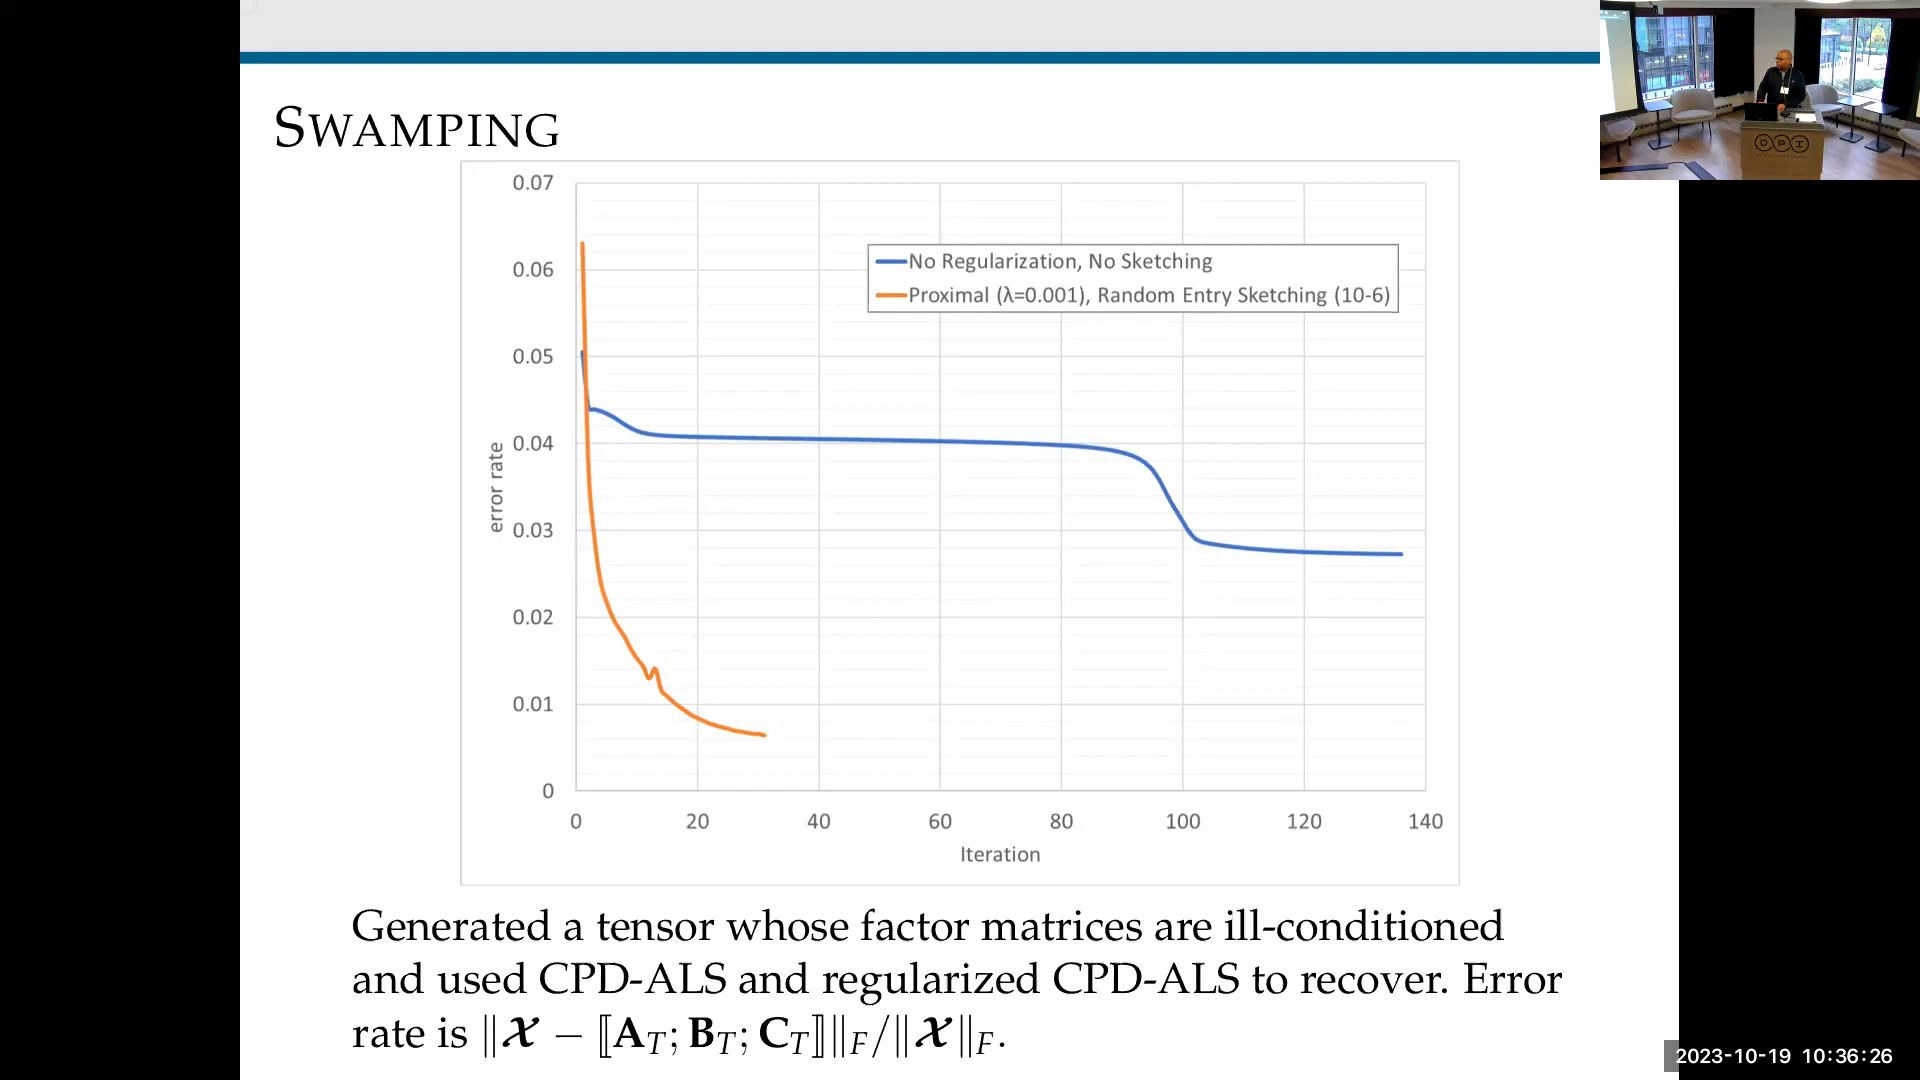 SWAMPING
0.07
0.06
0.05
0.04
0.03
0.02
0.01
0
error rate
No Regularization, No Sketching
Proximal (λ=0.001), Random Entry Sketching (10-6)
0 20 40 60 80 100 120 140
Iteration
Generated a tensor whose factor matrices are ill-conditioned
and used CPD-ALS and regularized CPD-ALS to recover. Error
rate is ‖𝓧 − ⟦A_T; B_T; C_T⟧‖_F/‖𝓧‖_F.
DPI
2023-10-19 10:36:26